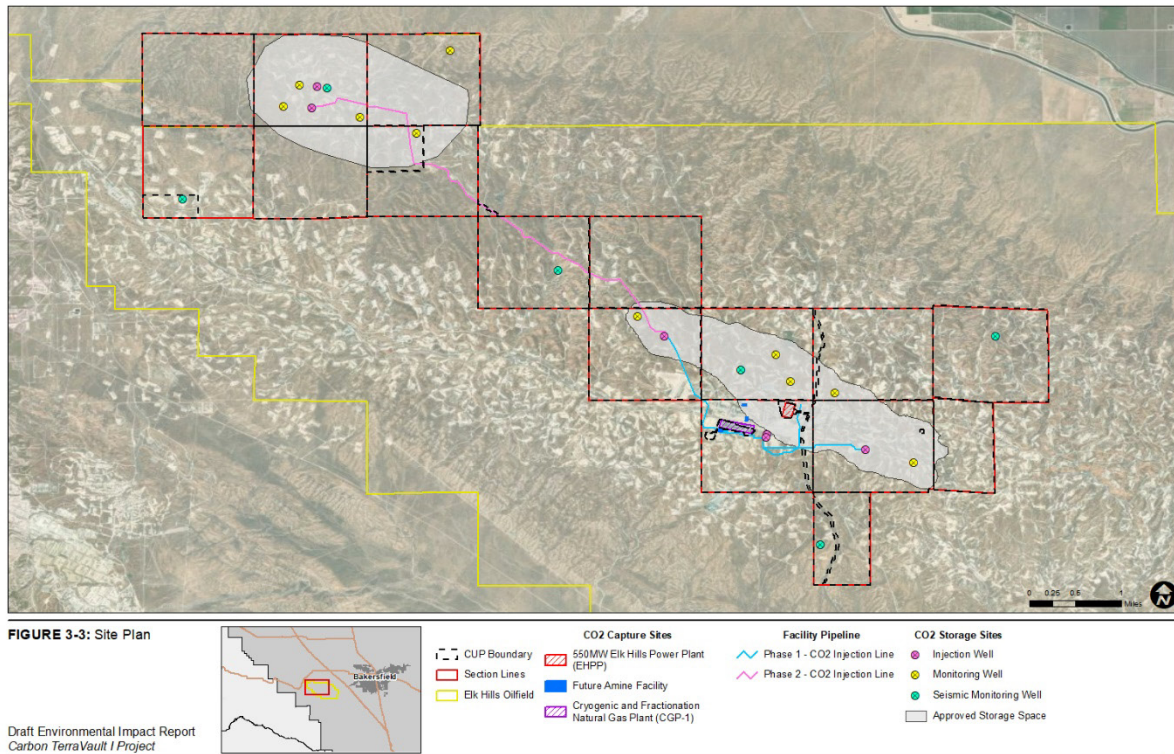 N
0 0.25 0.5 1
Miles
FIGURE 3-3: Site Plan
Draft Environmental Impact Report
Carbon TerraVault I Project
Bakersfield
CUP Boundary
Section Lines
Elk Hills Oilfield
CO2 Capture Sites
550MW Elk Hills Power Plant
(EHPP)
Future Amine Facility
Cryogenic and Fractionation
Natural Gas Plant (CGP-1)
Facility Pipeline
Phase 1 - CO2 Injection Line
Phase 2 - CO2 Injection Line
CO2 Storage Sites
Injection Well
Monitoring Well
Seismic Monitoring Well
Approved Storage Space